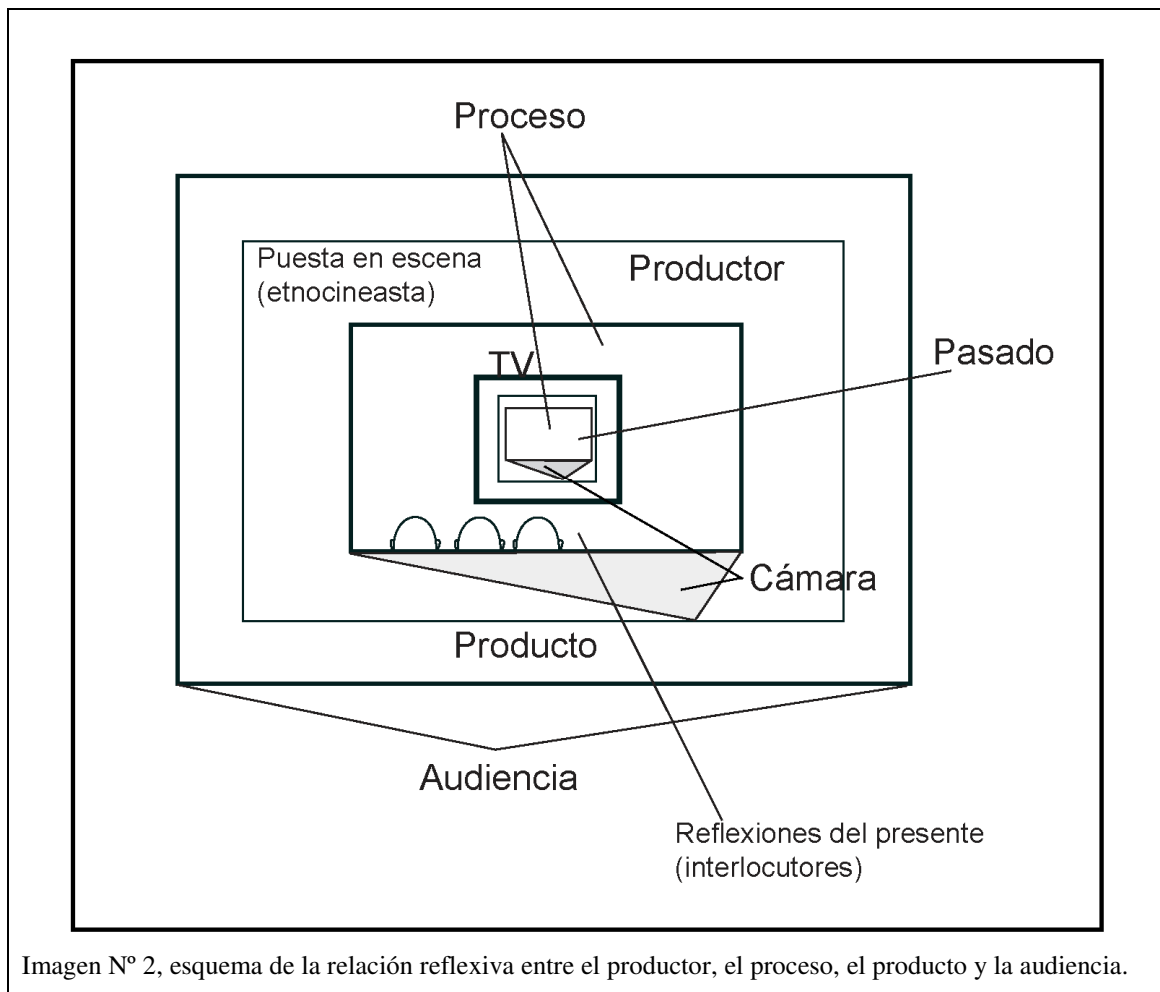 Proceso
Puesta en escena
(etnocineasta)
Productor
TV
Pasado
Cámara
Producto
Audiencia
Reflexiones del presente
(interlocutores)
Imagen Nº 2, esquema de la relación reflexiva entre el productor, el proceso, el producto y la audiencia.